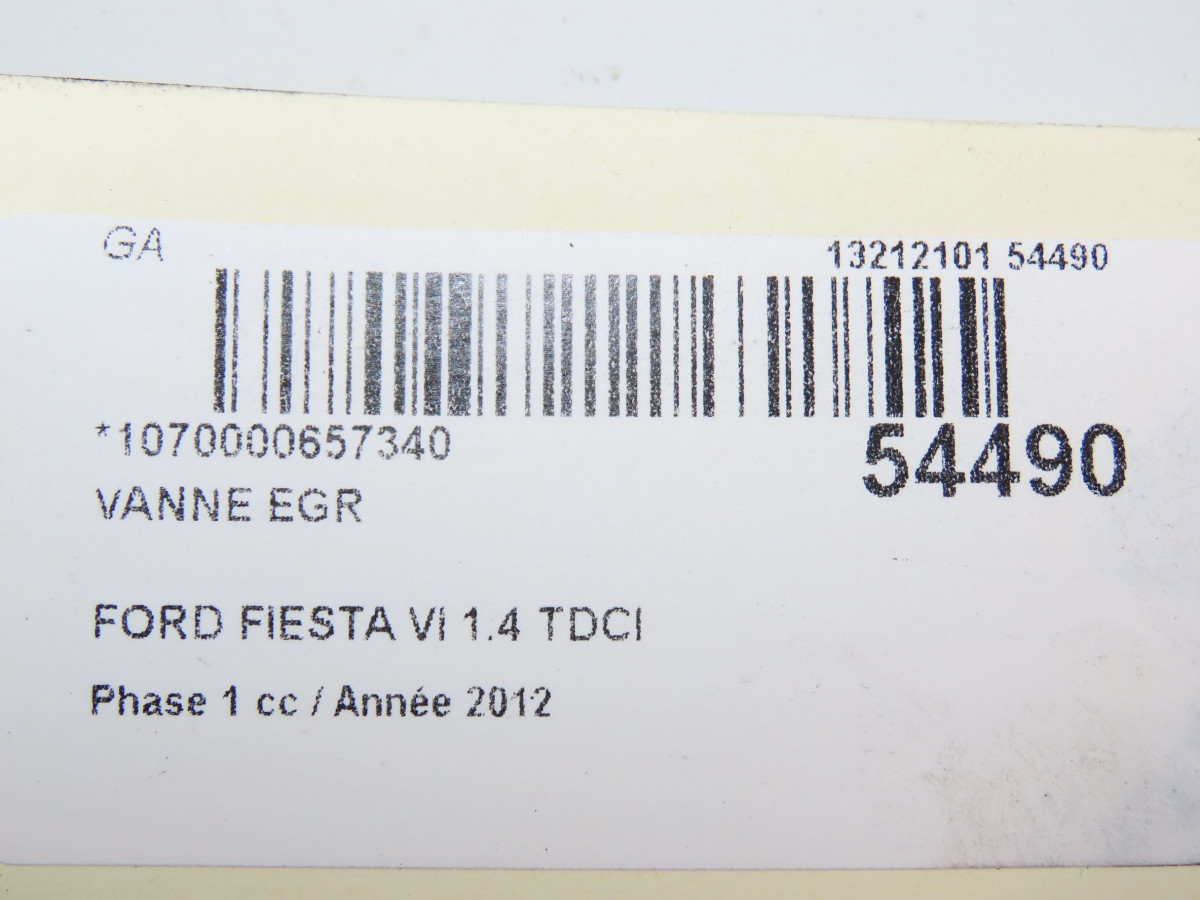 GA
13212101 54490
*1070000657340
54490
VANNE EGR
FORD FIESTA VI 1.4 TDCI
Phase 1 cc / Année 2012